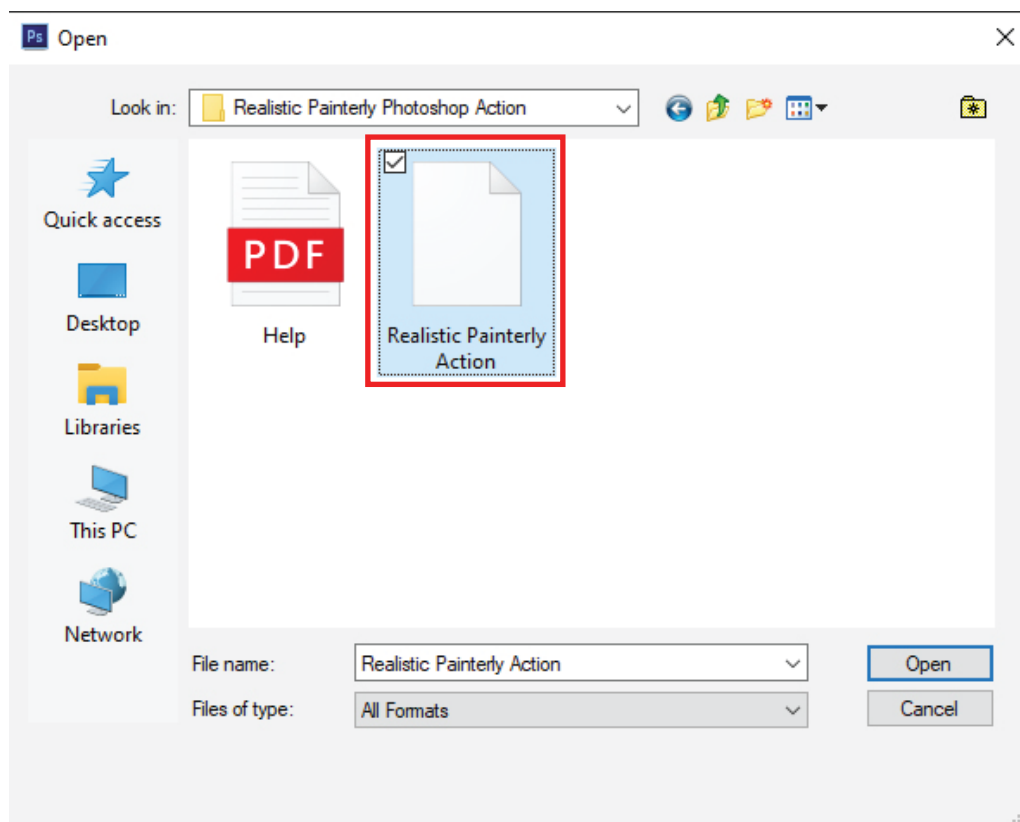 Ps Open
Look in: Realistic Painterly Photoshop Action
Quick access
Desktop
Libraries
This PC
Network
PDF
Help
Realistic Painterly
Action
File name: Realistic Painterly Action Open
Files of type: All Formats Cancel